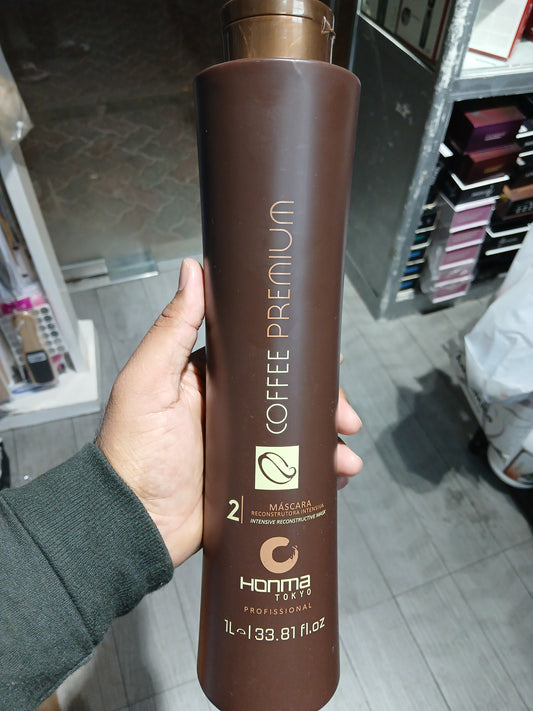 COFFEE PREMIUM
2
MÁSCARA
RECONSTRUTORA INTENSIVA
INTENSIVE RECONSTRUCTIVE MASK
HONMA
TOKYO
PROFISSIONAL
1L℮|33.81 fl.oz